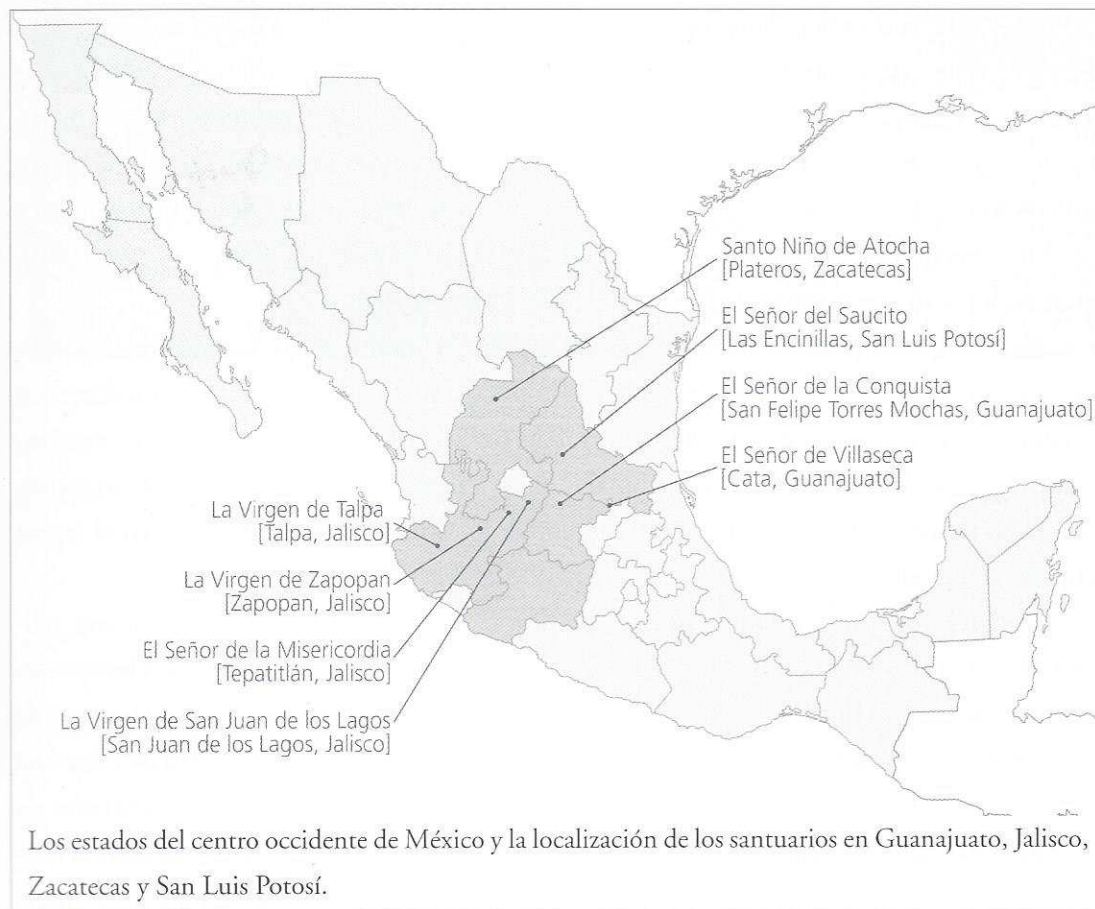 Santo Niño de Atocha
[Plateros, Zacatecas]
El Señor del Saucito
[Las Encinillas, San Luis Potosí]
El Señor de la Conquista
[San Felipe Torres Mochas, Guanajuato]
El Señor de Villaseca
[Cata, Guanajuato]
La Virgen de Talpa
[Talpa, Jalisco]
La Virgen de Zapopan
[Zapopan, Jalisco]
El Señor de la Misericordia
[Tepatitlán, Jalisco]
La Virgen de San Juan de los Lagos
[San Juan de los Lagos, Jalisco]
Los estados del centro occidente de México y la localización de los santuarios en Guanajuato, Jalisco,
Zacatecas y San Luis Potosí.